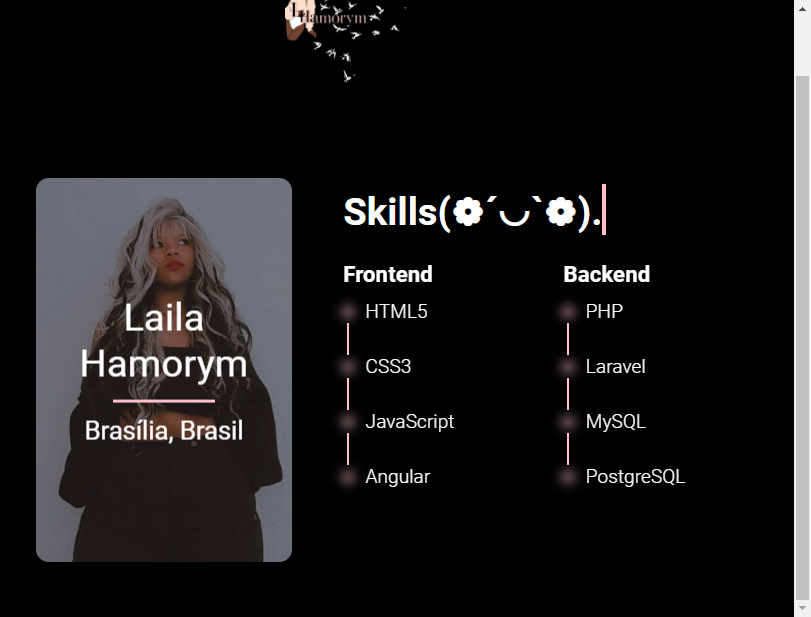 L Hamorym
Skills(❁´◡`❁).
Laila
Hamorym
Brasília, Brasil
Frontend
Backend
HTML5
PHP
CSS3
Laravel
JavaScript
MySQL
Angular
PostgreSQL